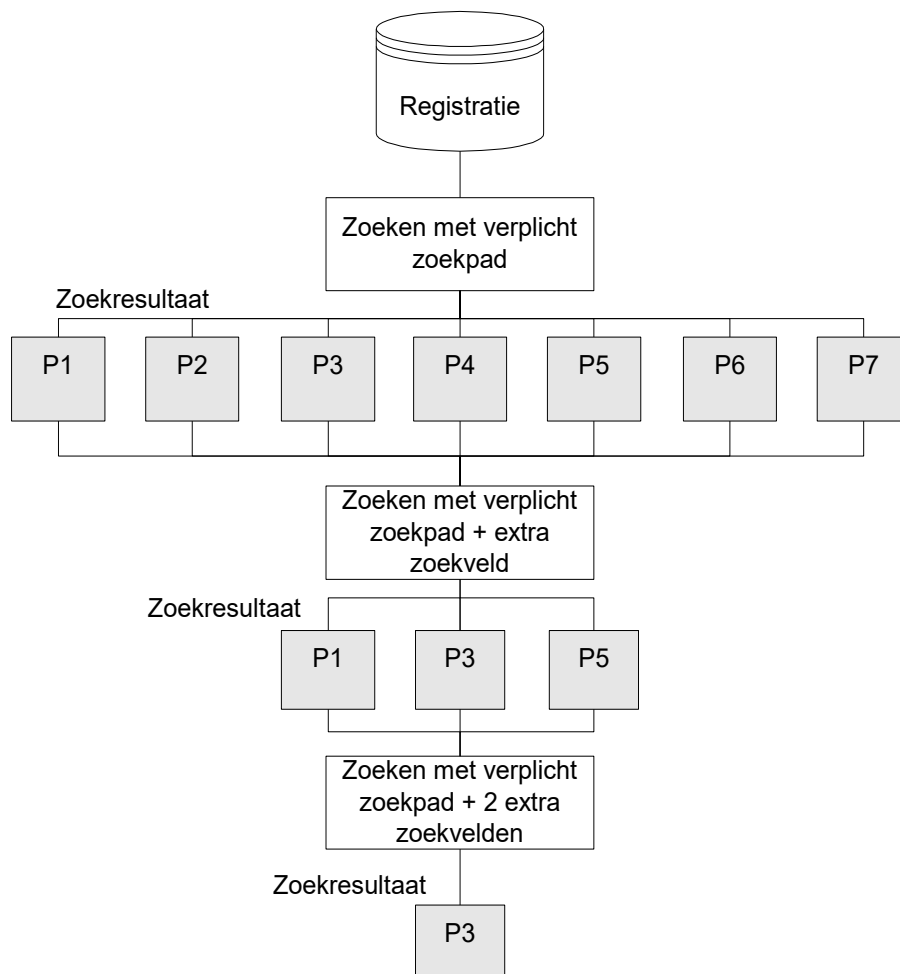 Registratie
Zoeken met verplicht
zoekpad
Zoekresultaat
P1 P2 P3 P4 P5 P6 P7
Zoeken met verplicht
zoekpad + extra
zoekveld
Zoekresultaat
P1 P3 P5
Zoeken met verplicht
zoekpad + 2 extra
zoekvelden
Zoekresultaat
P3